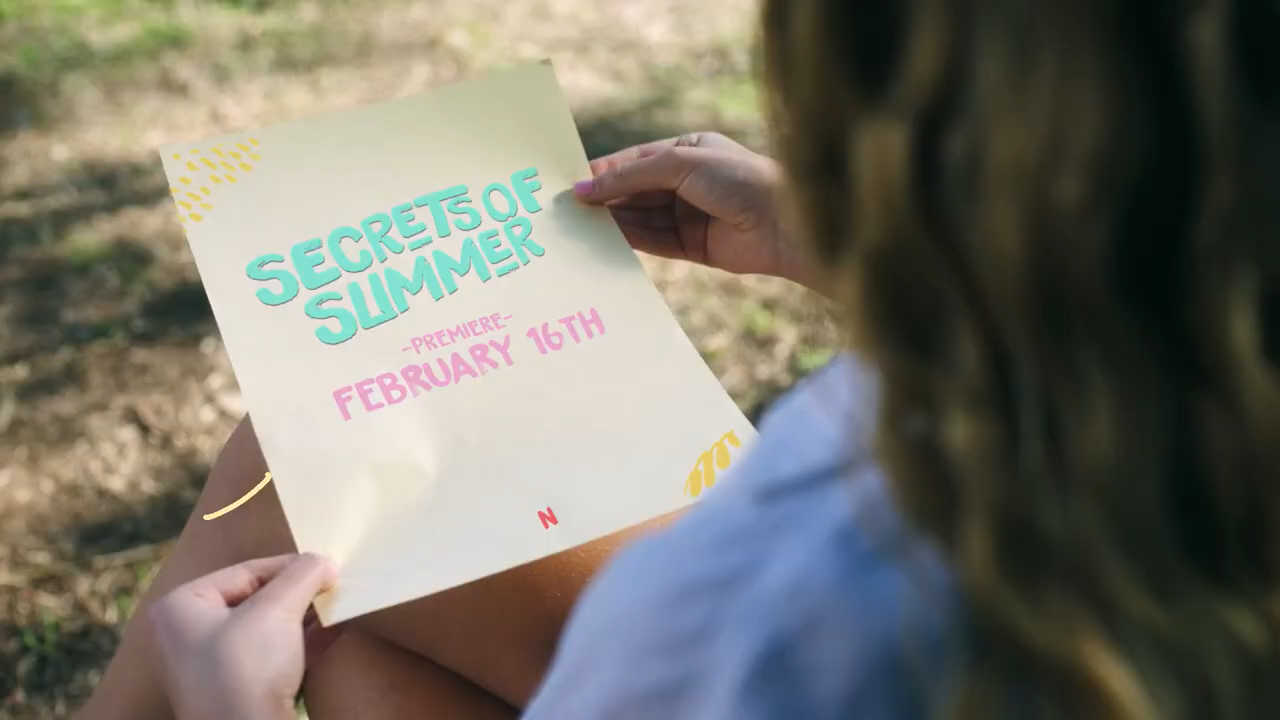 SECRETS OF
SUMMER
-PREMIERE-
FEBRUARY 16TH
N